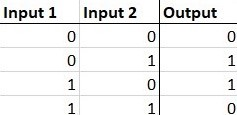 Input 1 Input 2 Output
0 0 0
0 1 1
1 0 1
1 1 0